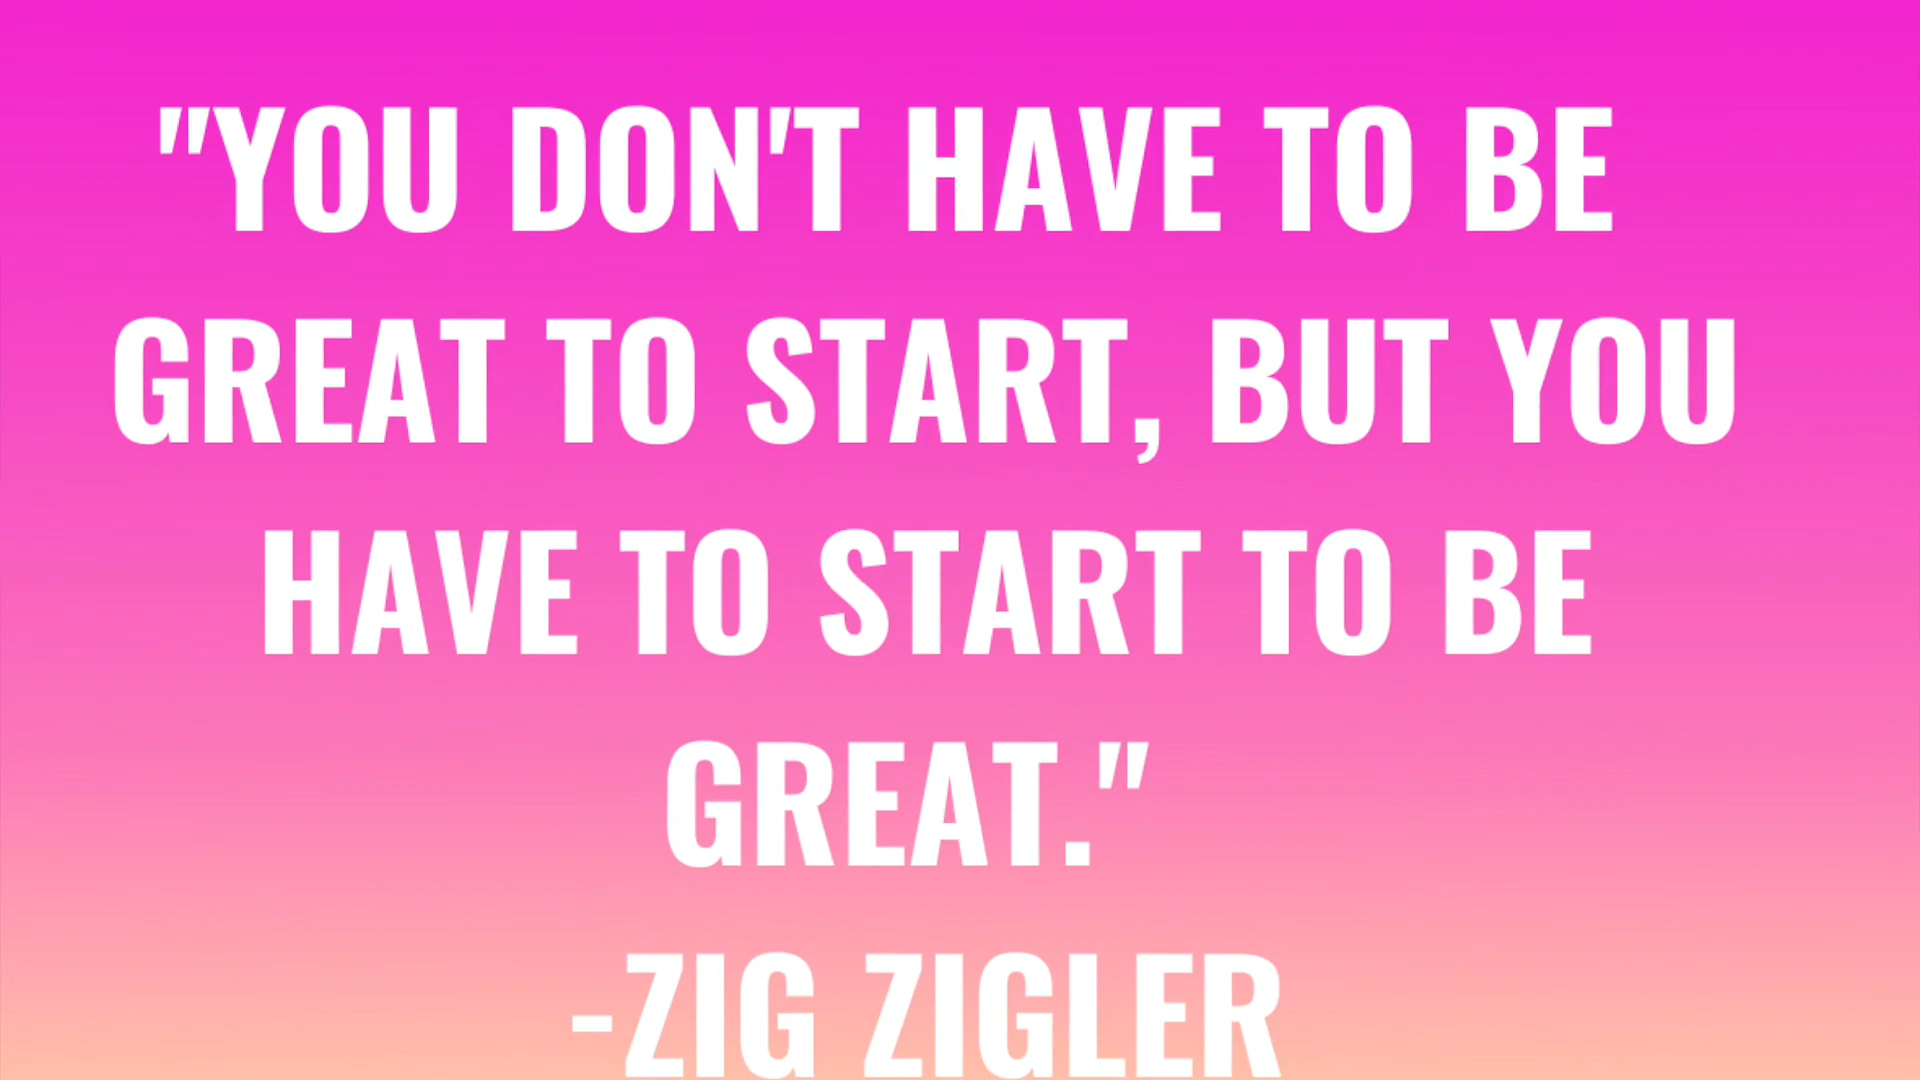 "YOU DON'T HAVE TO BE
GREAT TO START, BUT YOU
HAVE TO START TO BE
GREAT."
-ZIG ZIGLER